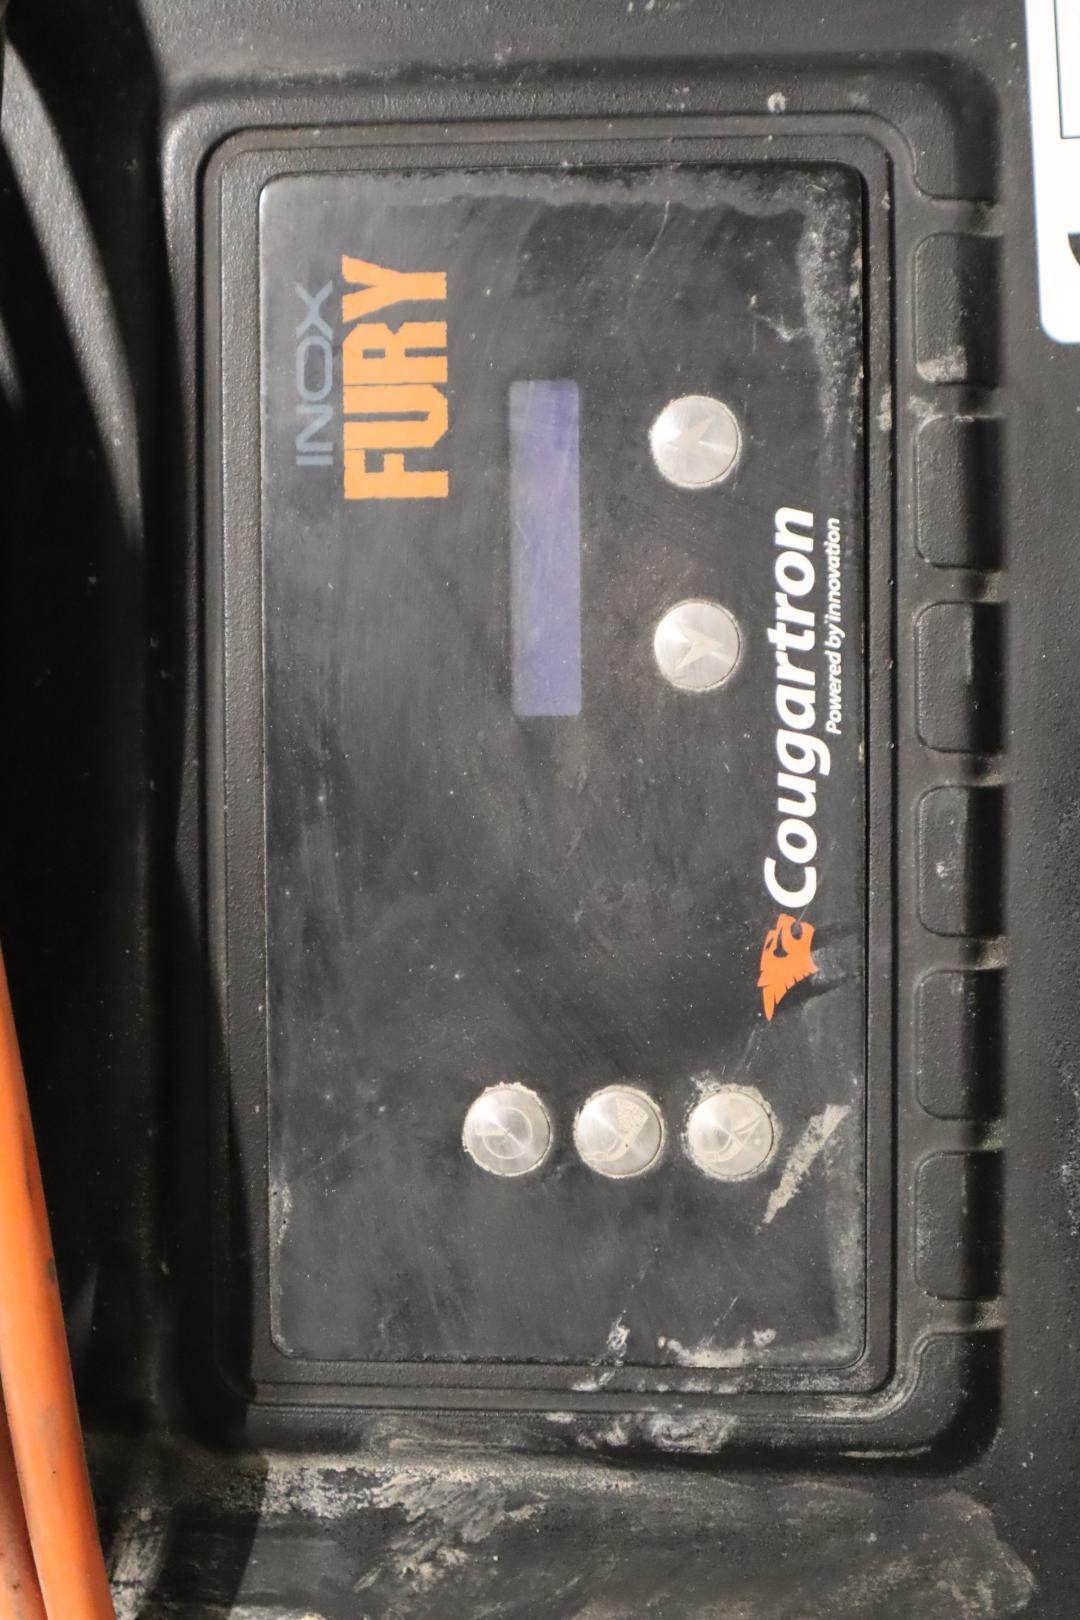 INOX
FURY
Cougartron
Powered by innovation